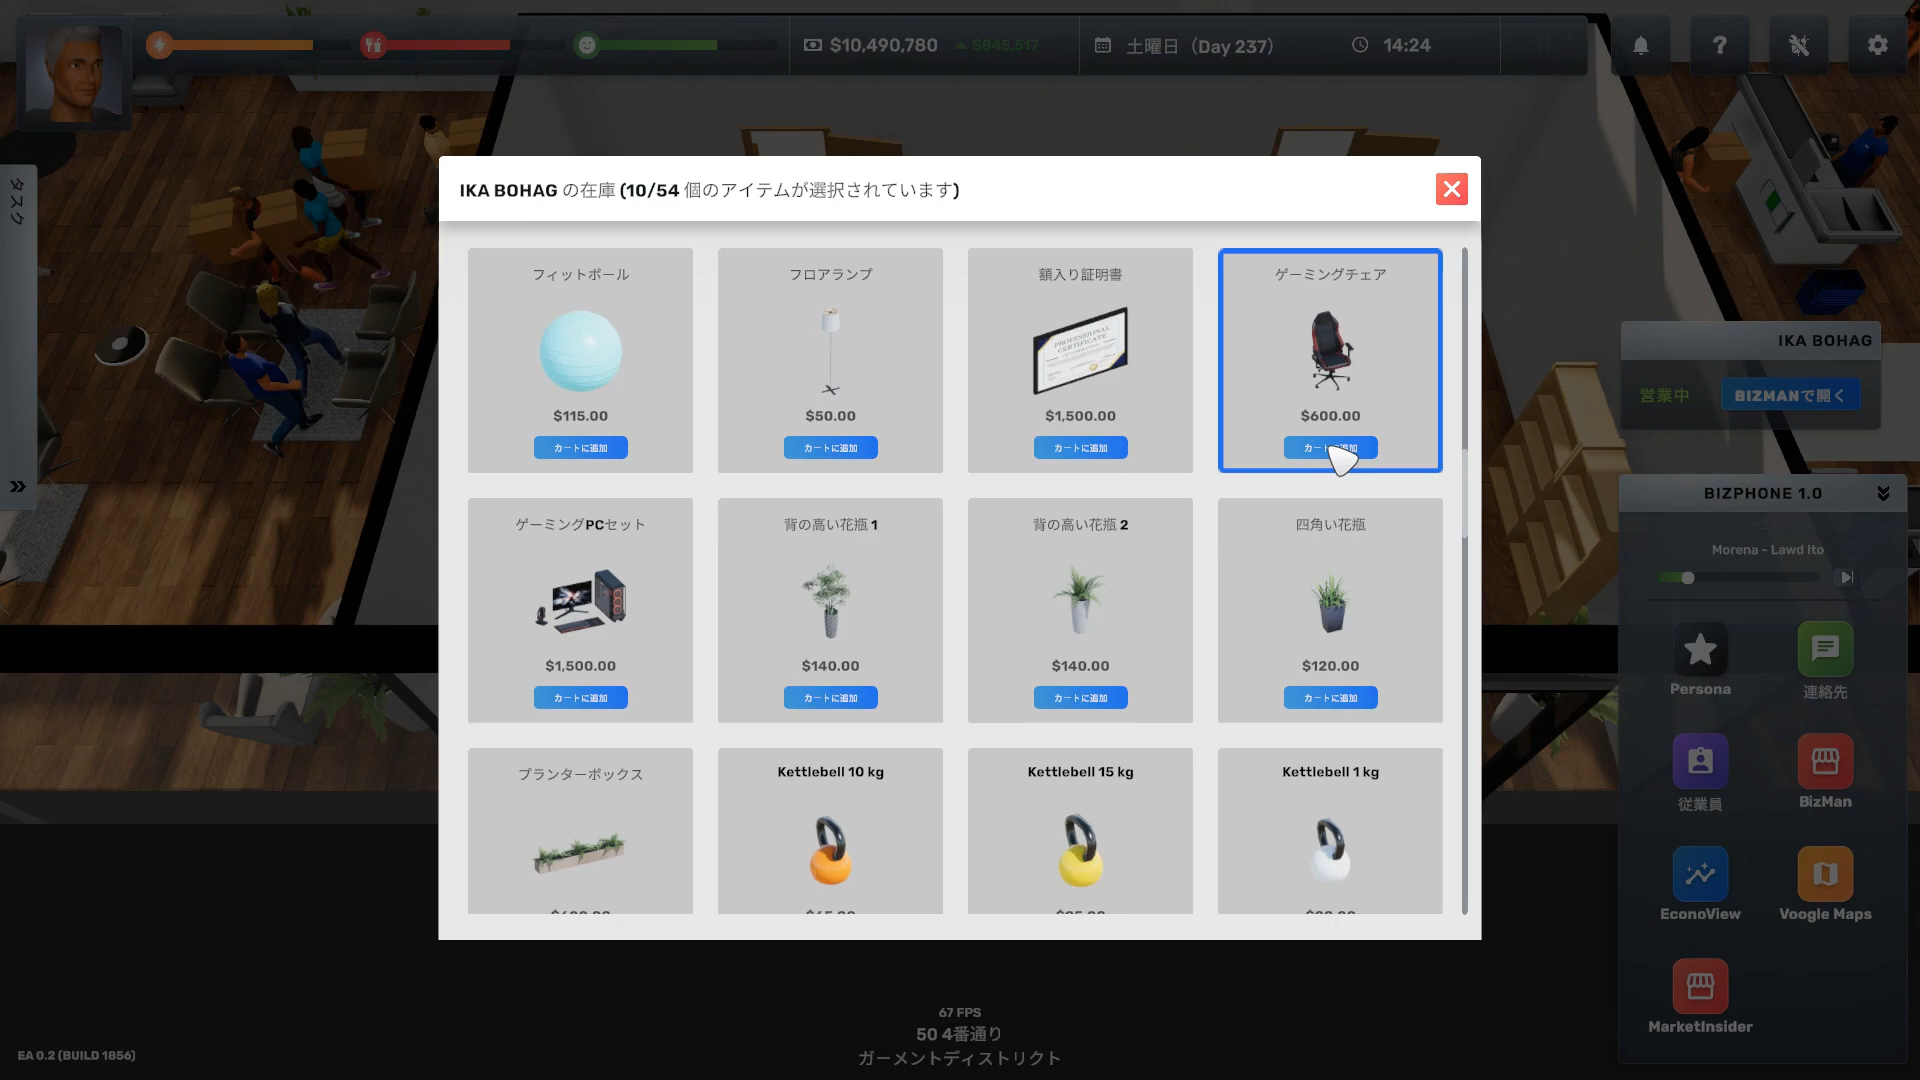 $10,490,780
$845,517
土曜日（Day 237）
14:24
タスク
IKA BOHAG の在庫 (10/54 個のアイテムが選択されています)
フィットボール
フロアランプ
額入り証明書
ゲーミングチェア
PROFESSIONAL
CERTIFICATE
$115.00
$50.00
$1,500.00
$600.00
カートに追加
カートに追加
カートに追加
カートに追加
ゲーミングPCセット
背の高い花瓶 1
背の高い花瓶 2
四角い花瓶
$1,500.00
$140.00
$140.00
$120.00
カートに追加
カートに追加
カートに追加
カートに追加
プランターボックス
Kettlebell 10 kg
Kettlebell 15 kg
Kettlebell 1 kg
IKA BOHAG
営業中
BIZMANで開く
BIZPHONE 1.0
Morena - Lawd Ito
Persona
連絡先
従業員
BizMan
EconoView
Voogle Maps
MarketInsider
67 FPS
50 4番通り
ガーメントディストリクト
EA 0.2 (BUILD 1856)